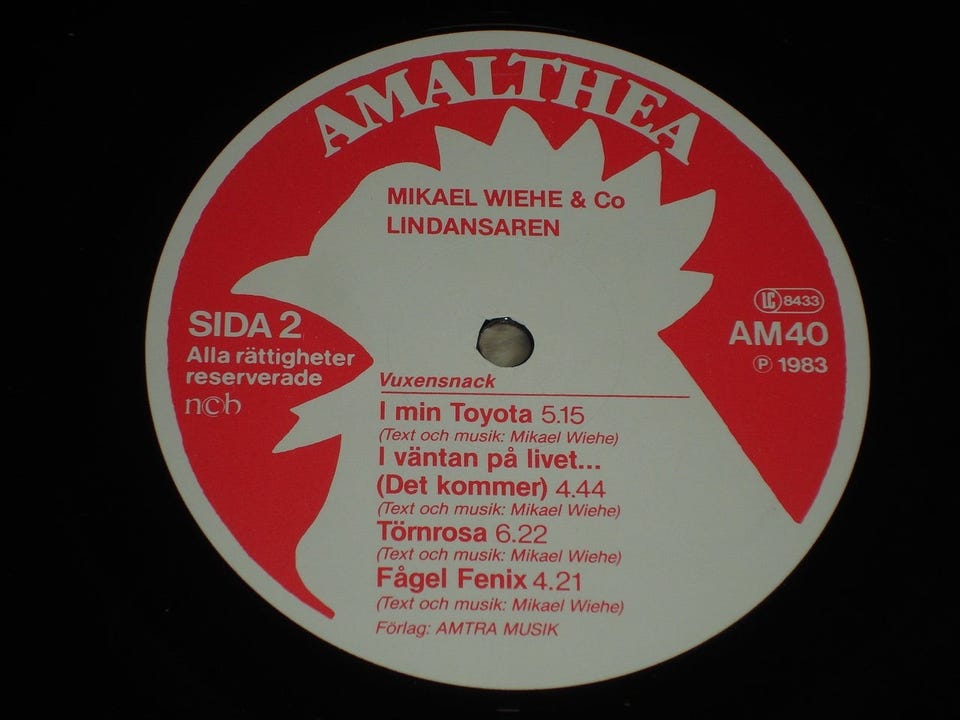 AMALTHEA
MIKAEL WIEHE & Co
LINDANSAREN
SIDA 2
Alla rättigheter
reserverade
ncb
LC 8433
AM40
Ⓟ 1983
Vuxensnack
I min Toyota 5.15
(Text och musik: Mikael Wiehe)
I väntan på livet...
(Det kommer) 4.44
(Text och musik: Mikael Wiehe)
Törnrosa 6.22
(Text och musik: Mikael Wiehe)
Fågel Fenix 4.21
(Text och musik: Mikael Wiehe)
Förlag: AMTRA MUSIK